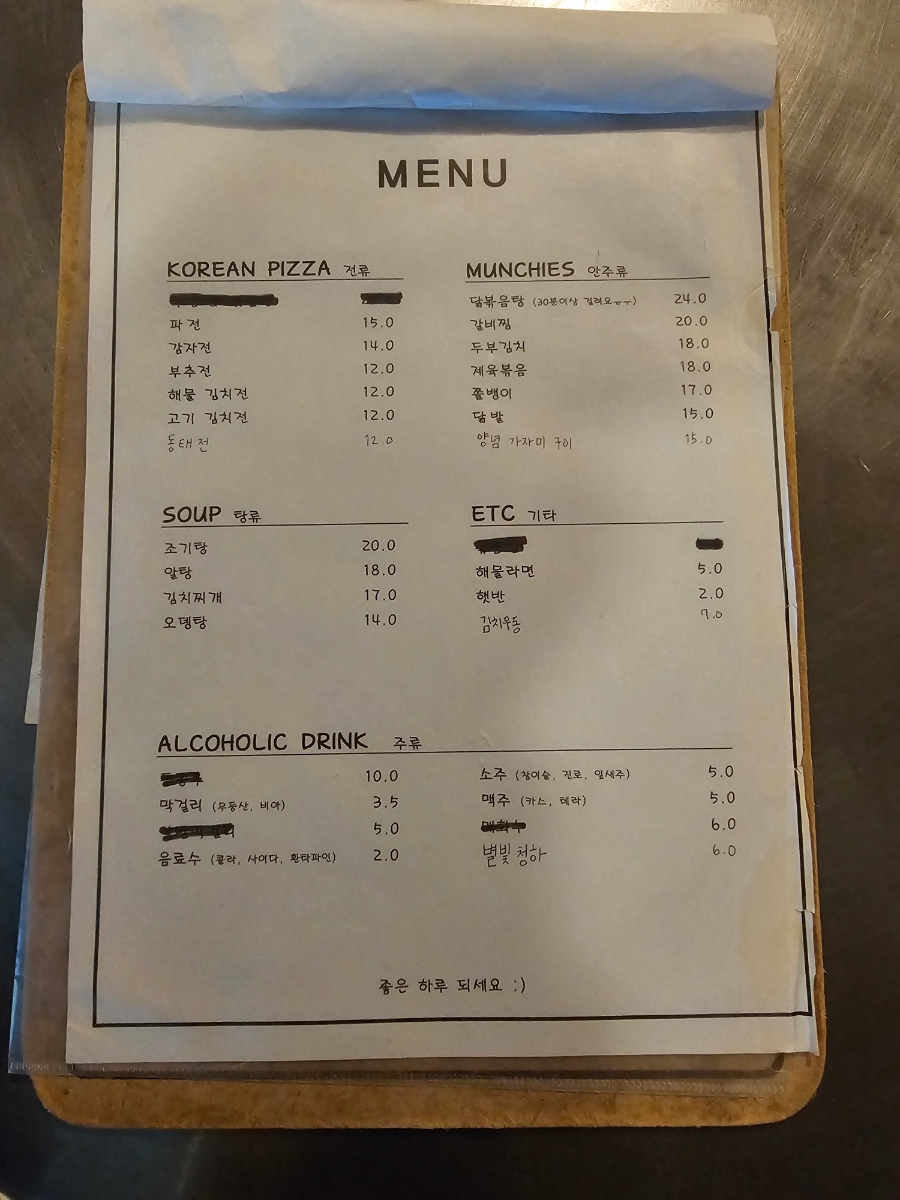 MENU
KOREAN PIZZA 전류
파전 15.0
감자전 14.0
부추전 12.0
해물 김치전 12.0
고기 김치전 12.0
동태전 12.0
MUNCHIES 안주류
닭볶음탕 (30분이상 걸려요ㅠㅜ) 24.0
갈비찜 20.0
두부김치 18.0
제육볶음 18.0
쫄뱅이 17.0
닭발 15.0
양념 가자미 구이 15.0
SOUP 탕류
조기탕 20.0
알탕 18.0
김치찌개 17.0
오뎅탕 14.0
ETC 기타
해물라면 5.0
햇반 2.0
김치우동 7.0
ALCOHOLIC DRINK 주류
10.0
막걸리 (무등산, 비아) 3.5
5.0
음료수 (콜라, 사이다, 환타파인) 2.0
소주 (참이슬, 진로, 잎새주) 5.0
맥주 (카스, 테라) 5.0
6.0
별빛청하 6.0
좋은 하루 되세요 :)